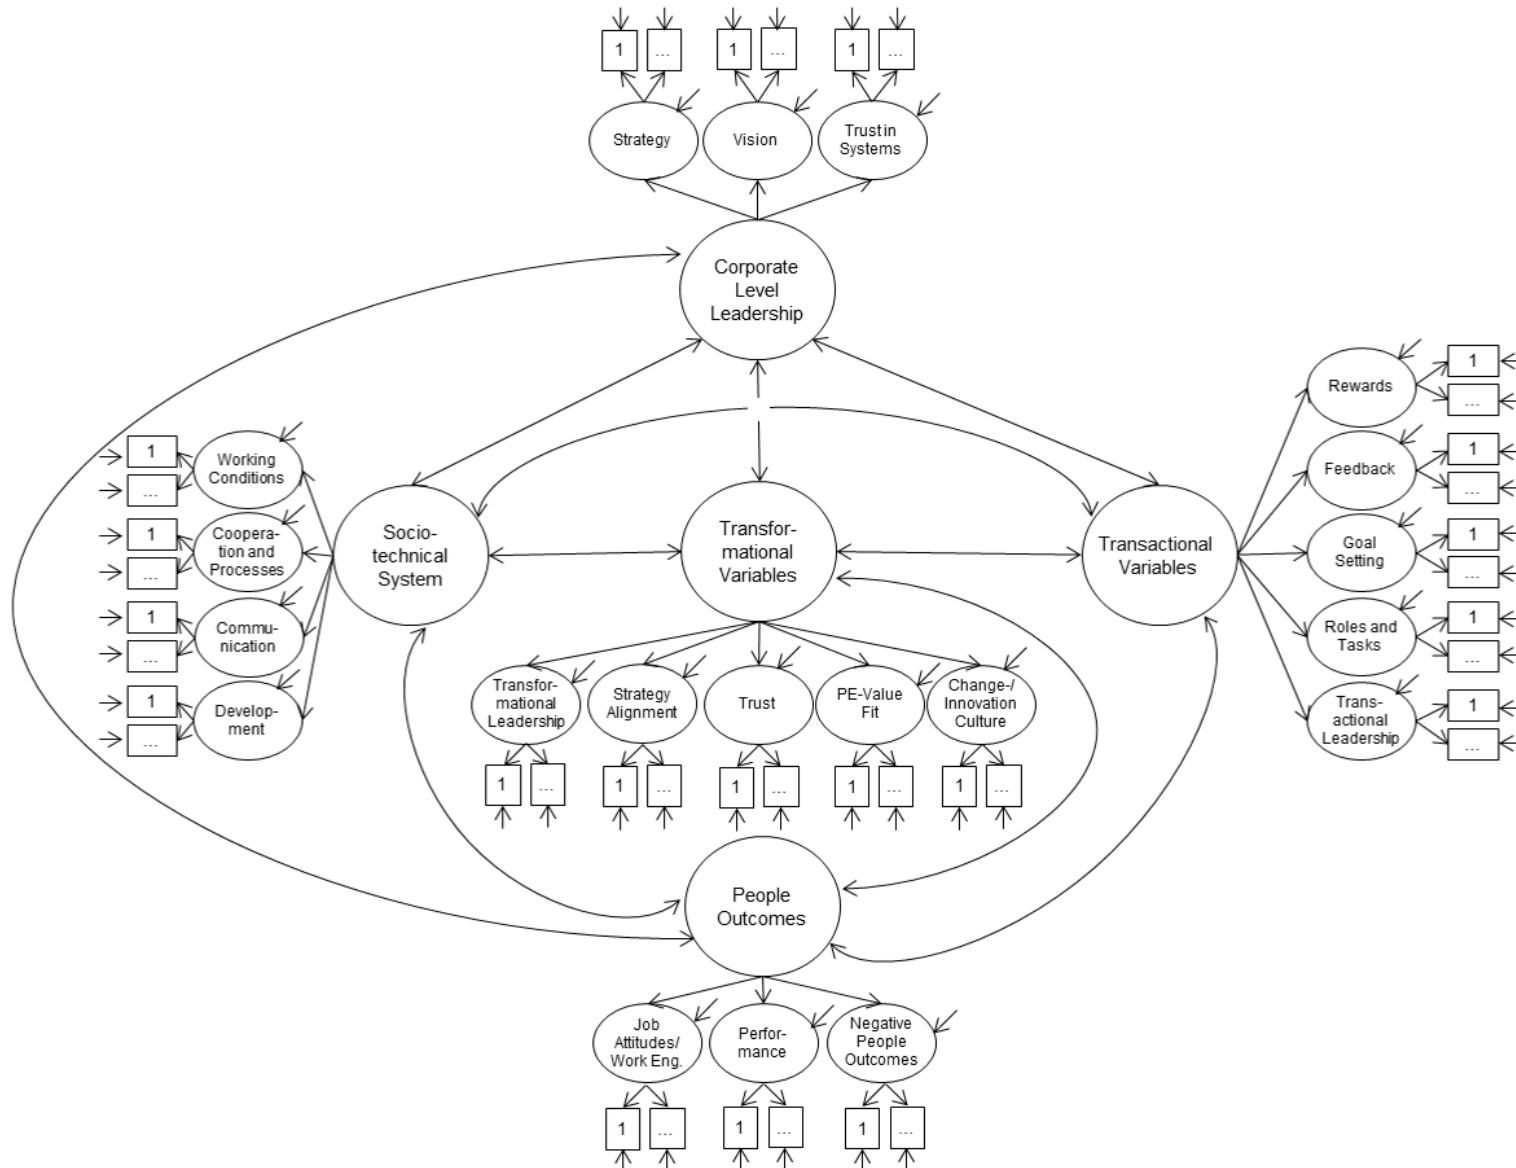 1 ... 1 ... 1 ...
Strategy
Vision
Trust in
Systems
Corporate
Level
Leadership
1
...
Working
Conditions
1
...
Coopera-
tion and
Processes
1
...
Commu-
nication
1
...
Develop-
ment
Socio-
technical
System
Transfor-
mational
Variables
Transactional
Variables
Rewards
1
...
Feedback
1
...
Goal
Setting
1
...
Roles and
Tasks
1
...
Trans-
actional
Leadership
1
...
Transfor-
mational
Leadership
Strategy
Alignment
Trust
PE-Value
Fit
Change-/
Innovation
Culture
1 ... 1 ... 1 ... 1 ... 1 ...
People
Outcomes
Job
Attitudes/
Work Eng.
Perfor-
mance
Negative
People
Outcomes
1 ... 1 ... 1 ...